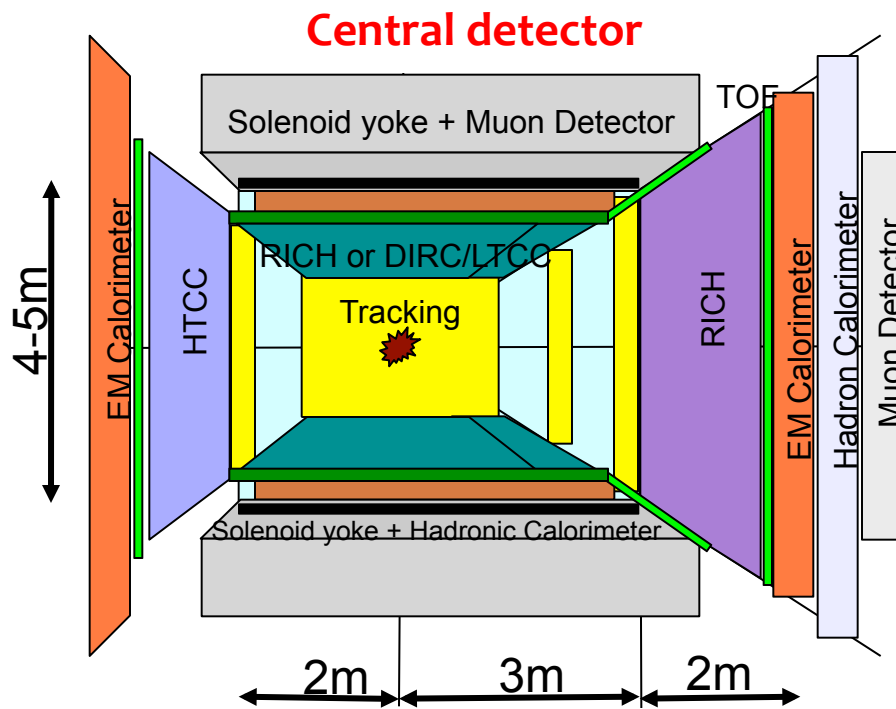 Central detector
TOF
Solenoid yoke + Muon Detector
4-5m
EM Calorimeter
HTCC
RICH or DIRC/LTCC
Tracking
RICH
EM Calorimeter
Hadron Calorimeter
Muon Detector
Solenoid yoke + Hadronic Calorimeter
2m
3m
2m